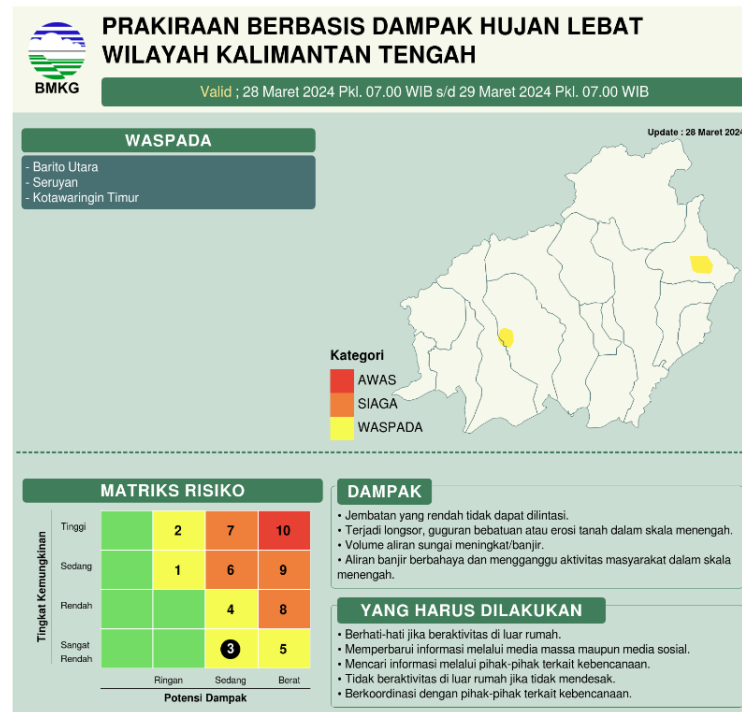 PRAKIRAAN BERBASIS DAMPAK HUJAN LEBAT
WILAYAH KALIMANTAN TENGAH
BMKG
Valid ; 28 Maret 2024 Pkl. 07.00 WIB s/d 29 Maret 2024 Pkl. 07.00 WIB
Update : 28 Maret 2024
WASPADA
- Barito Utara
- Seruyan
- Kotawaringin Timur
Kategori
AWAS
SIAGA
WASPADA
MATRIKS RISIKO
Tingkat Kemungkinan
Tinggi
2
7
10
Sedang
1
6
9
Rendah
4
8
Sangat
Rendah
3
5
Ringan
Sedang
Berat
Potensi Dampak
DAMPAK
• Jembatan yang rendah tidak dapat dilintasi.
• Terjadi longsor, guguran bebatuan atau erosi tanah dalam skala menengah.
• Volume aliran sungai meningkat/banjir.
• Aliran banjir berbahaya dan mengganggu aktivitas masyarakat dalam skala
menengah.
YANG HARUS DILAKUKAN
• Berhati-hati jika beraktivitas di luar rumah.
• Memperbarui informasi melalui media massa maupun media sosial.
• Mencari informasi melalui pihak-pihak terkait kebencanaan.
• Tidak beraktivitas di luar rumah jika tidak mendesak.
• Berkoordinasi dengan pihak-pihak terkait kebencanaan.